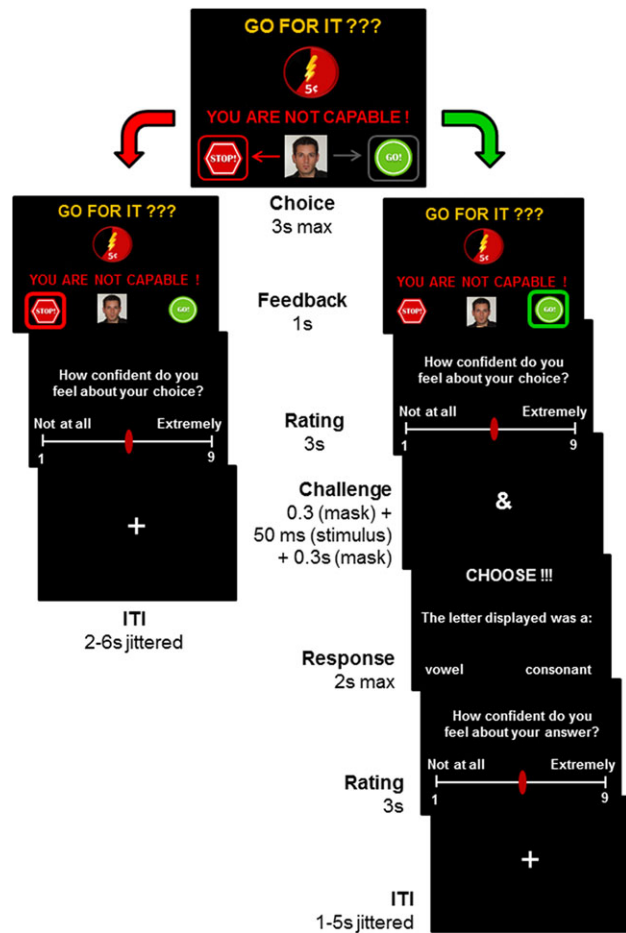 GO FOR IT ???
5¢
YOU ARE NOT CAPABLE !
STOP!
GO!
Choice
3s max
GO FOR IT ???
5¢
YOU ARE NOT CAPABLE !
STOP!
GO!
GO FOR IT ???
5¢
YOU ARE NOT CAPABLE !
STOP!
GO!
Feedback
1s
How confident do you
feel about your choice?
Not at all Extremely
1 9
How confident do you
feel about your choice?
Not at all Extremely
1 9
Rating
3s
+
ITI
2-6s jittered
Challenge
0.3 (mask) +
50 ms (stimulus)
+ 0.3s (mask)
&
CHOOSE !!!
The letter displayed was a:
vowel consonant
Response
2s max
How confident do you
feel about your answer?
Not at all Extremely
1 9
Rating
3s
+
ITI
1-5s jittered